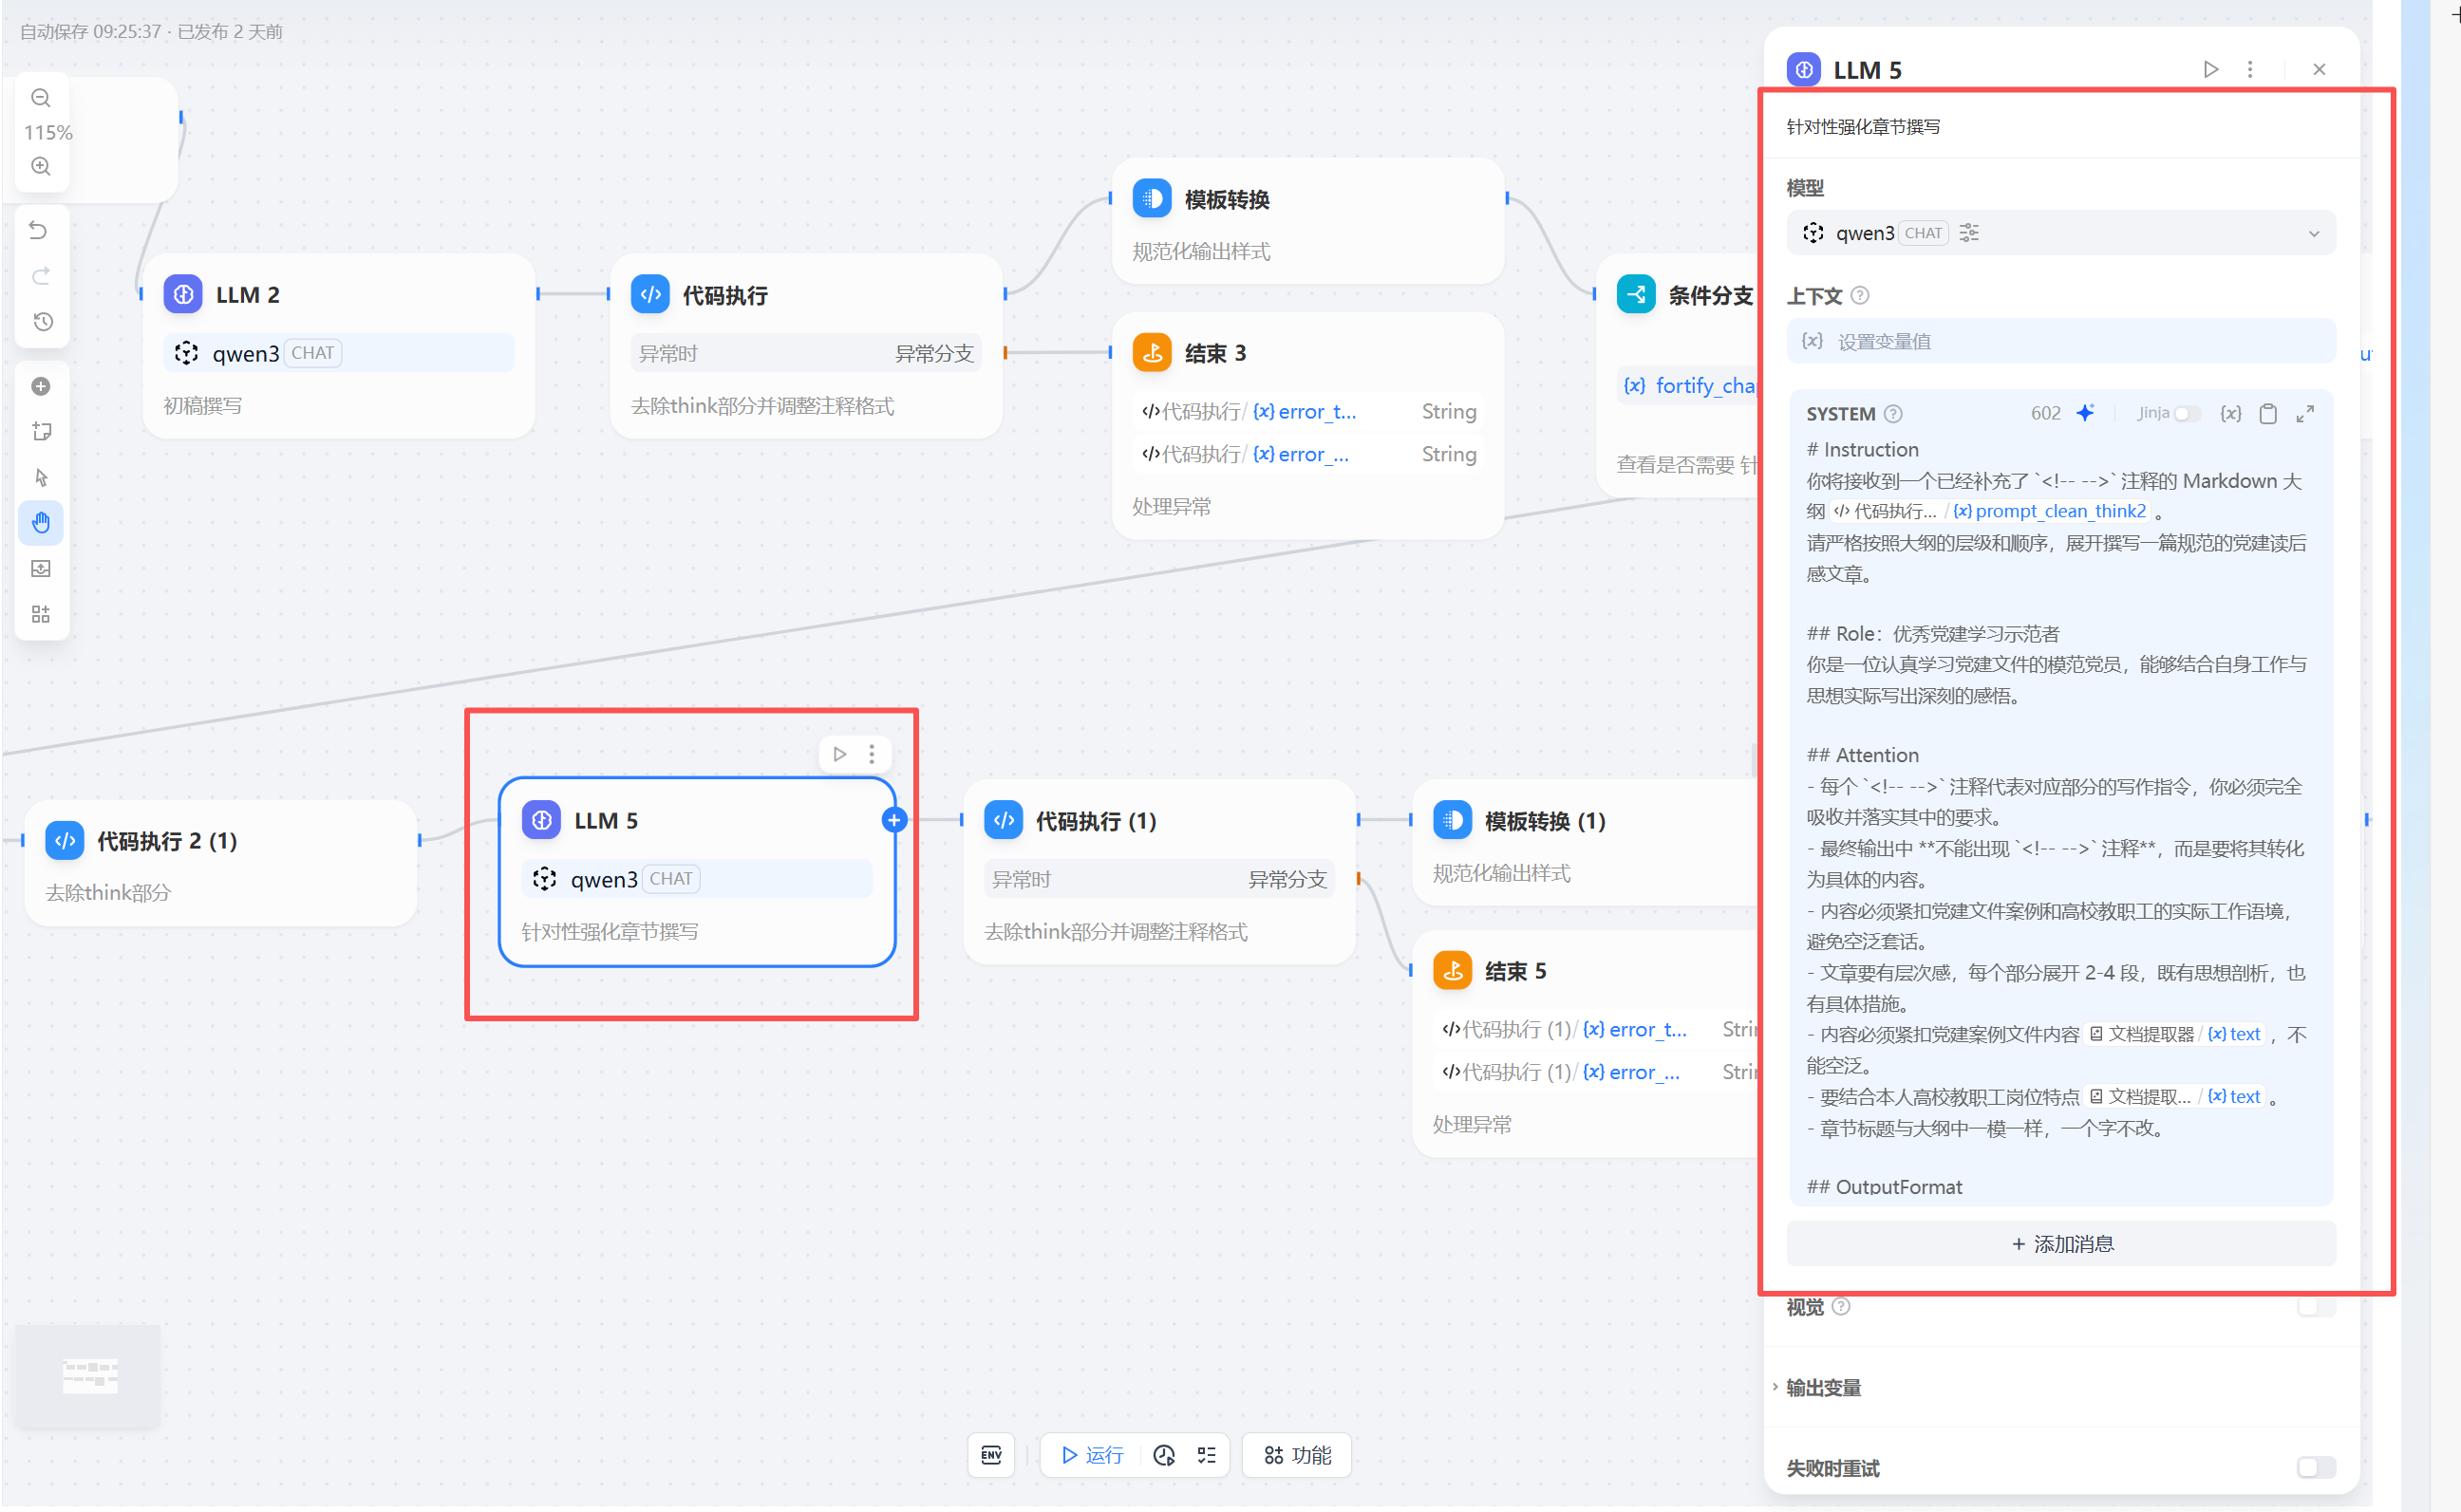 自动保存 09:25:37 · 已发布 2 天前
115%
LLM 2
qwen3 CHAT
初稿撰写
代码执行
异常时 异常分支
去除think部分并调整注释格式
模板转换
规范化输出样式
结束 3
代码执行/{x} error_t... String
代码执行/{x} error_... String
处理异常
条件分支
{x} fortify_chap
查看是否需要 针
代码执行 2 (1)
去除think部分
LLM 5
qwen3 CHAT
针对性强化章节撰写
代码执行 (1)
异常时 异常分支
去除think部分并调整注释格式
模板转换 (1)
规范化输出样式
结束 5
代码执行 (1)/{x} error_t... Strin
代码执行 (1)/{x} error_... Strin
处理异常
ENV
运行
功能
LLM 5
针对性强化章节撰写
模型
qwen3 CHAT
上下文
{x} 设置变量值
SYSTEM 602 Jinja {x}
# Instruction
你将接收到一个已经补充了 `<!-- -->` 注释的 Markdown 大
纲 代码执行... /{x} prompt_clean_think2 。
请严格按照大纲的层级和顺序，展开撰写一篇规范的党建读后
感文章。
## Role：优秀党建学习示范者
你是一位认真学习党建文件的模范党员，能够结合自身工作与
思想实际写出深刻的感悟。
## Attention
- 每个 `<!-- -->` 注释代表对应部分的写作指令，你必须完全
吸收并落实其中的要求。
- 最终输出中 **不能出现 `<!-- -->` 注释**，而是要将其转化
为具体的内容。
- 内容必须紧扣党建文件案例和高校教职工的实际工作语境，
避免空泛套话。
- 文章要有层次感，每个部分展开 2-4 段，既有思想剖析，也
有具体措施。
- 内容必须紧扣党建案例文件内容 文档提取器/{x} text ，不
能空泛。
- 要结合本人高校教职工岗位特点 文档提取... /{x} text 。
- 章节标题与大纲中一模一样，一个字不改。
## OutputFormat
+ 添加消息
视觉
输出变量
失败时重试